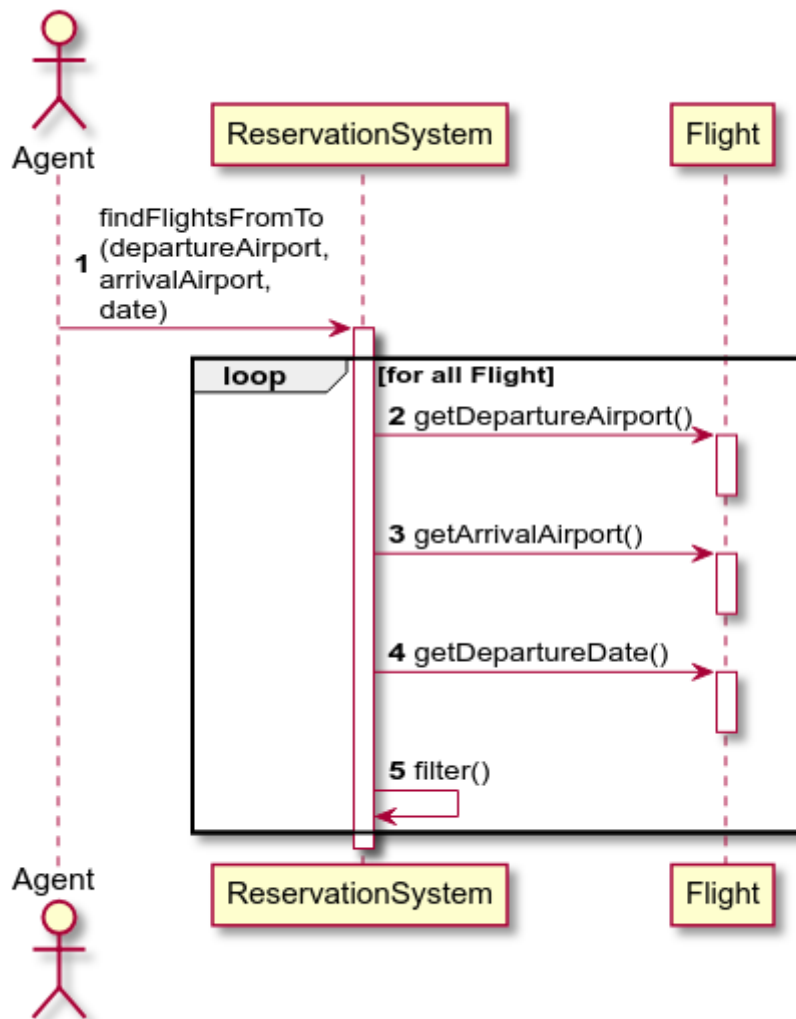 Agent
ReservationSystem
Flight
findFlightsFromTo
(departureAirport,
1
arrivalAirport,
date)
loop
[for all Flight]
2 getDepartureAirport()
3 getArrivalAirport()
4 getDepartureDate()
5 filter()
Agent
ReservationSystem
Flight